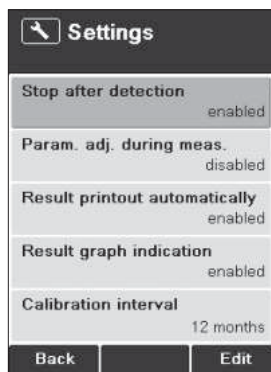 Settings
Stop after detection
enabled
Param. adj. during meas.
disabled
Result printout automatically
enabled
Result graph indication
enabled
Calibration interval
12 months
Back
Edit